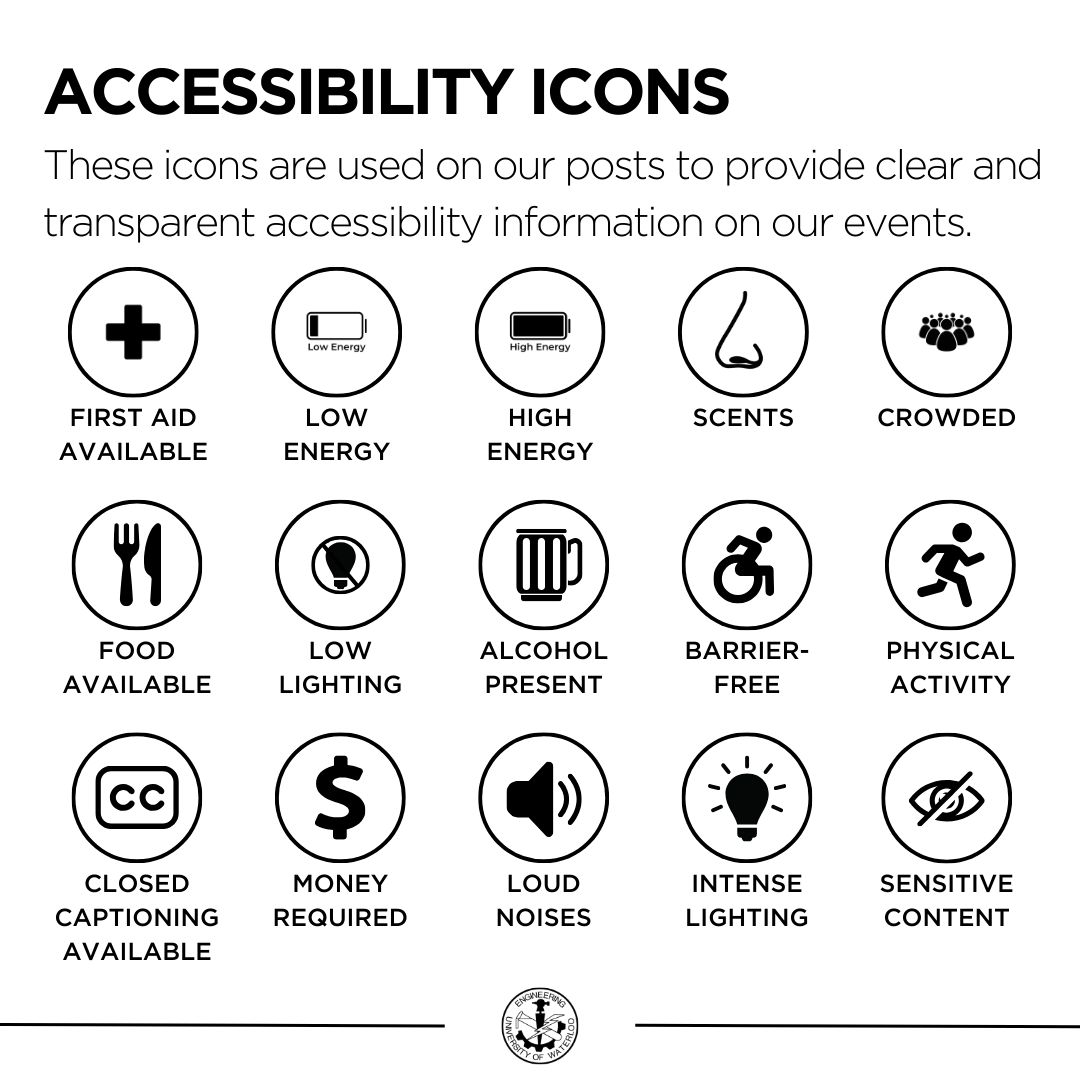 ACCESSIBILITY ICONS
These icons are used on our posts to provide clear and
transparent accessibility information on our events.
Low Energy
High Energy
FIRST AID
AVAILABLE
LOW
ENERGY
HIGH
ENERGY
SCENTS
CROWDED
FOOD
AVAILABLE
LOW
LIGHTING
ALCOHOL
PRESENT
BARRIER-
FREE
PHYSICAL
ACTIVITY
CC
$
CLOSED
CAPTIONING
AVAILABLE
MONEY
REQUIRED
LOUD
NOISES
INTENSE
LIGHTING
SENSITIVE
CONTENT
ENGINEERING
UNIVERSITY OF WATERLOO